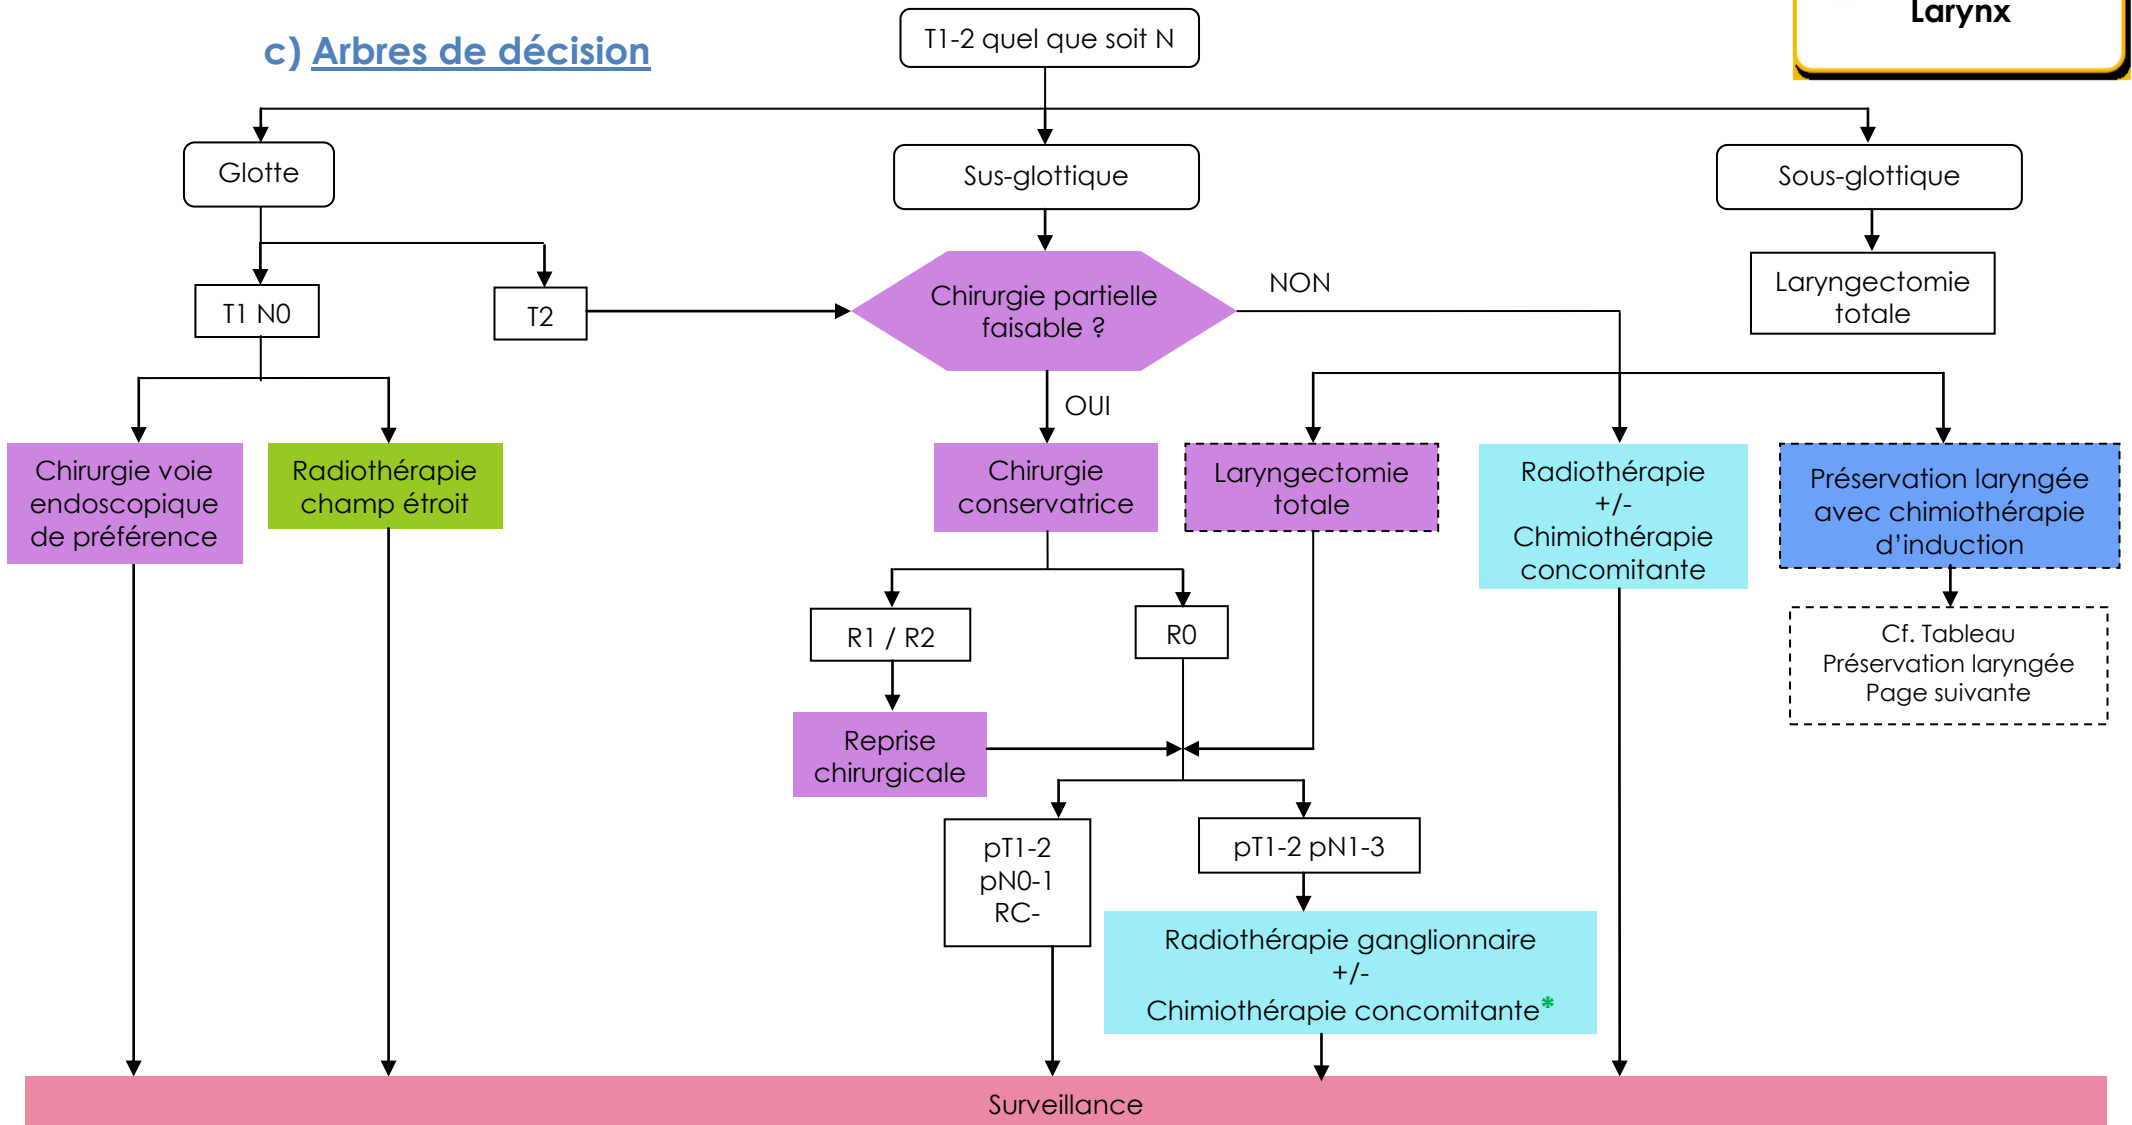 Larynx
c) Arbres de décision
T1-2 quel que soit N
Glotte
Sus-glottique
Sous-glottique
T1 N0
T2
Chirurgie partielle
faisable ?
NON
OUI
Laryngectomie
totale
Chirurgie voie
endoscopique
de préférence
Radiothérapie
champ étroit
Chirurgie
conservatrice
Laryngectomie
totale
Radiothérapie
+/-
Chimiothérapie
concomitante
Préservation laryngée
avec chimiothérapie
d’induction
R1 / R2
R0
Cf. Tableau
Préservation laryngée
Page suivante
Reprise
chirurgicale
pT1-2
pN0-1
RC-
pT1-2 pN1-3
Radiothérapie ganglionnaire
+/-
Chimiothérapie concomitante*
Surveillance